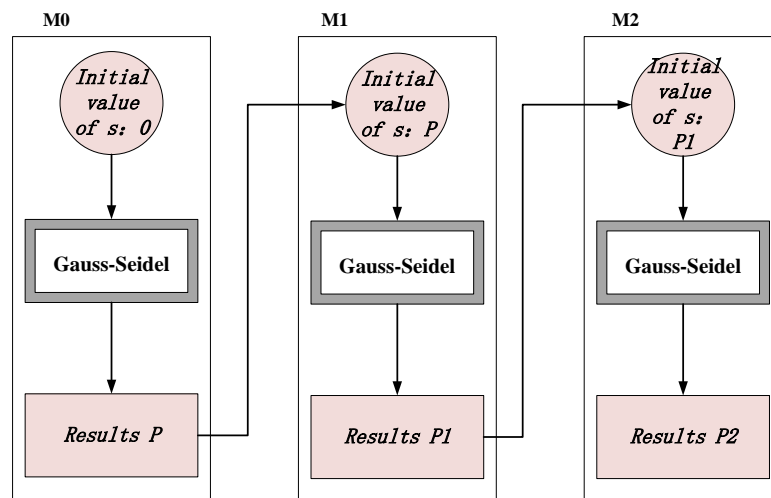 M0
Initial
value
of s: 0
Gauss-Seidel
Results P
M1
Initial
value
of s: P
Gauss-Seidel
Results P1
M2
Initial
value of
s:
P1
Gauss-Seidel
Results P2